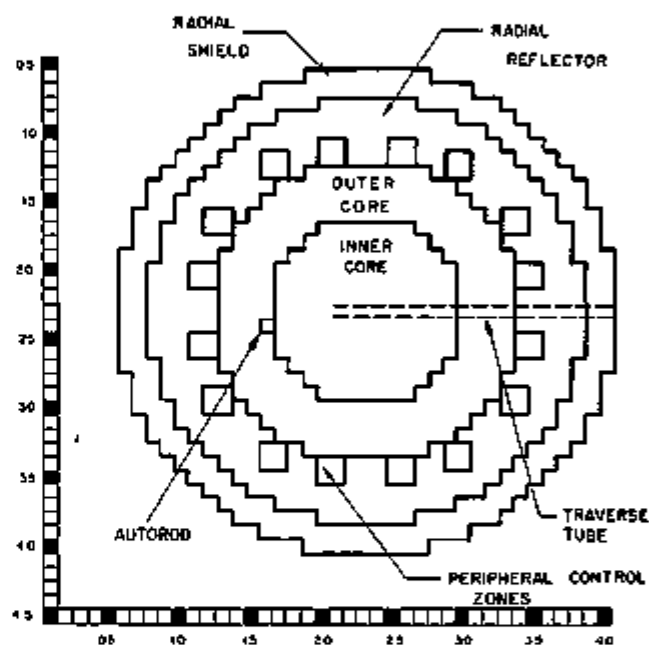 RADIAL
SHIELD
RADIAL
REFLECTOR
05
10
OUTER
CORE
15
INNER
CORE
20
25
30
35
AUTOROD
TRAVERSE
TUBE
40
PERIPHERAL CONTROL
ZONES
45
05 10 15 20 25 30 35 40